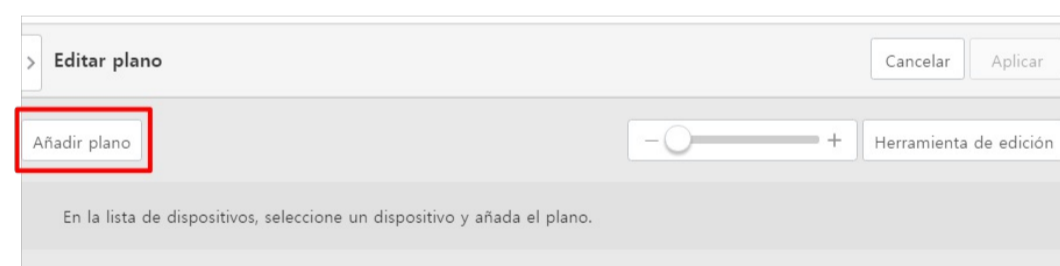 Editar plano
Cancelar
Aplicar
Añadir plano
Herramienta de edición
En la lista de dispositivos, seleccione un dispositivo y añada el plano.